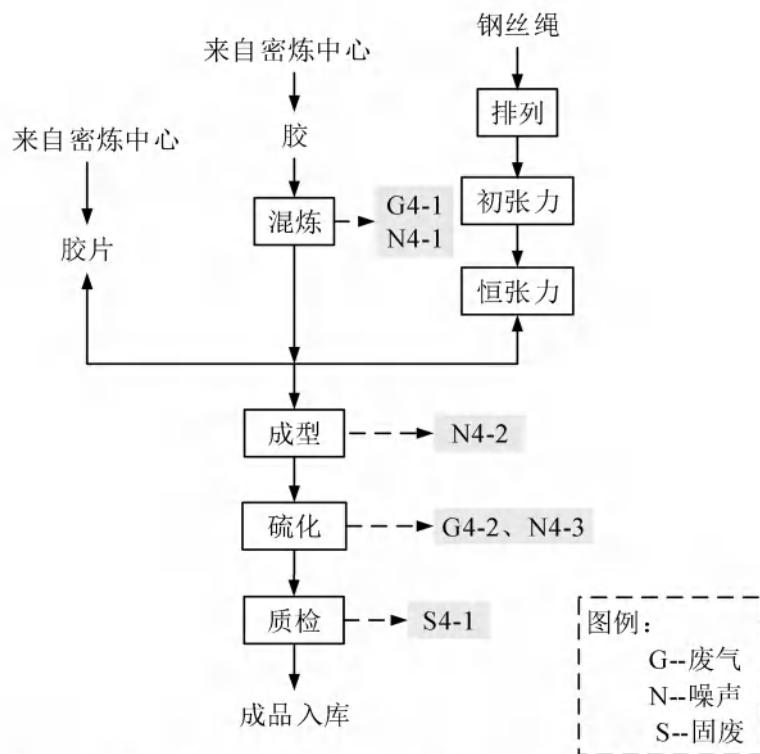 钢丝绳
来自密炼中心
排列
来自密炼中心
胶
混炼
G4-1
N4-1
初张力
胶片
恒张力
成型
N4-2
硫化
G4-2、N4-3
质检
S4-1
图例：
G--废气
N--噪声
S--固废
成品入库